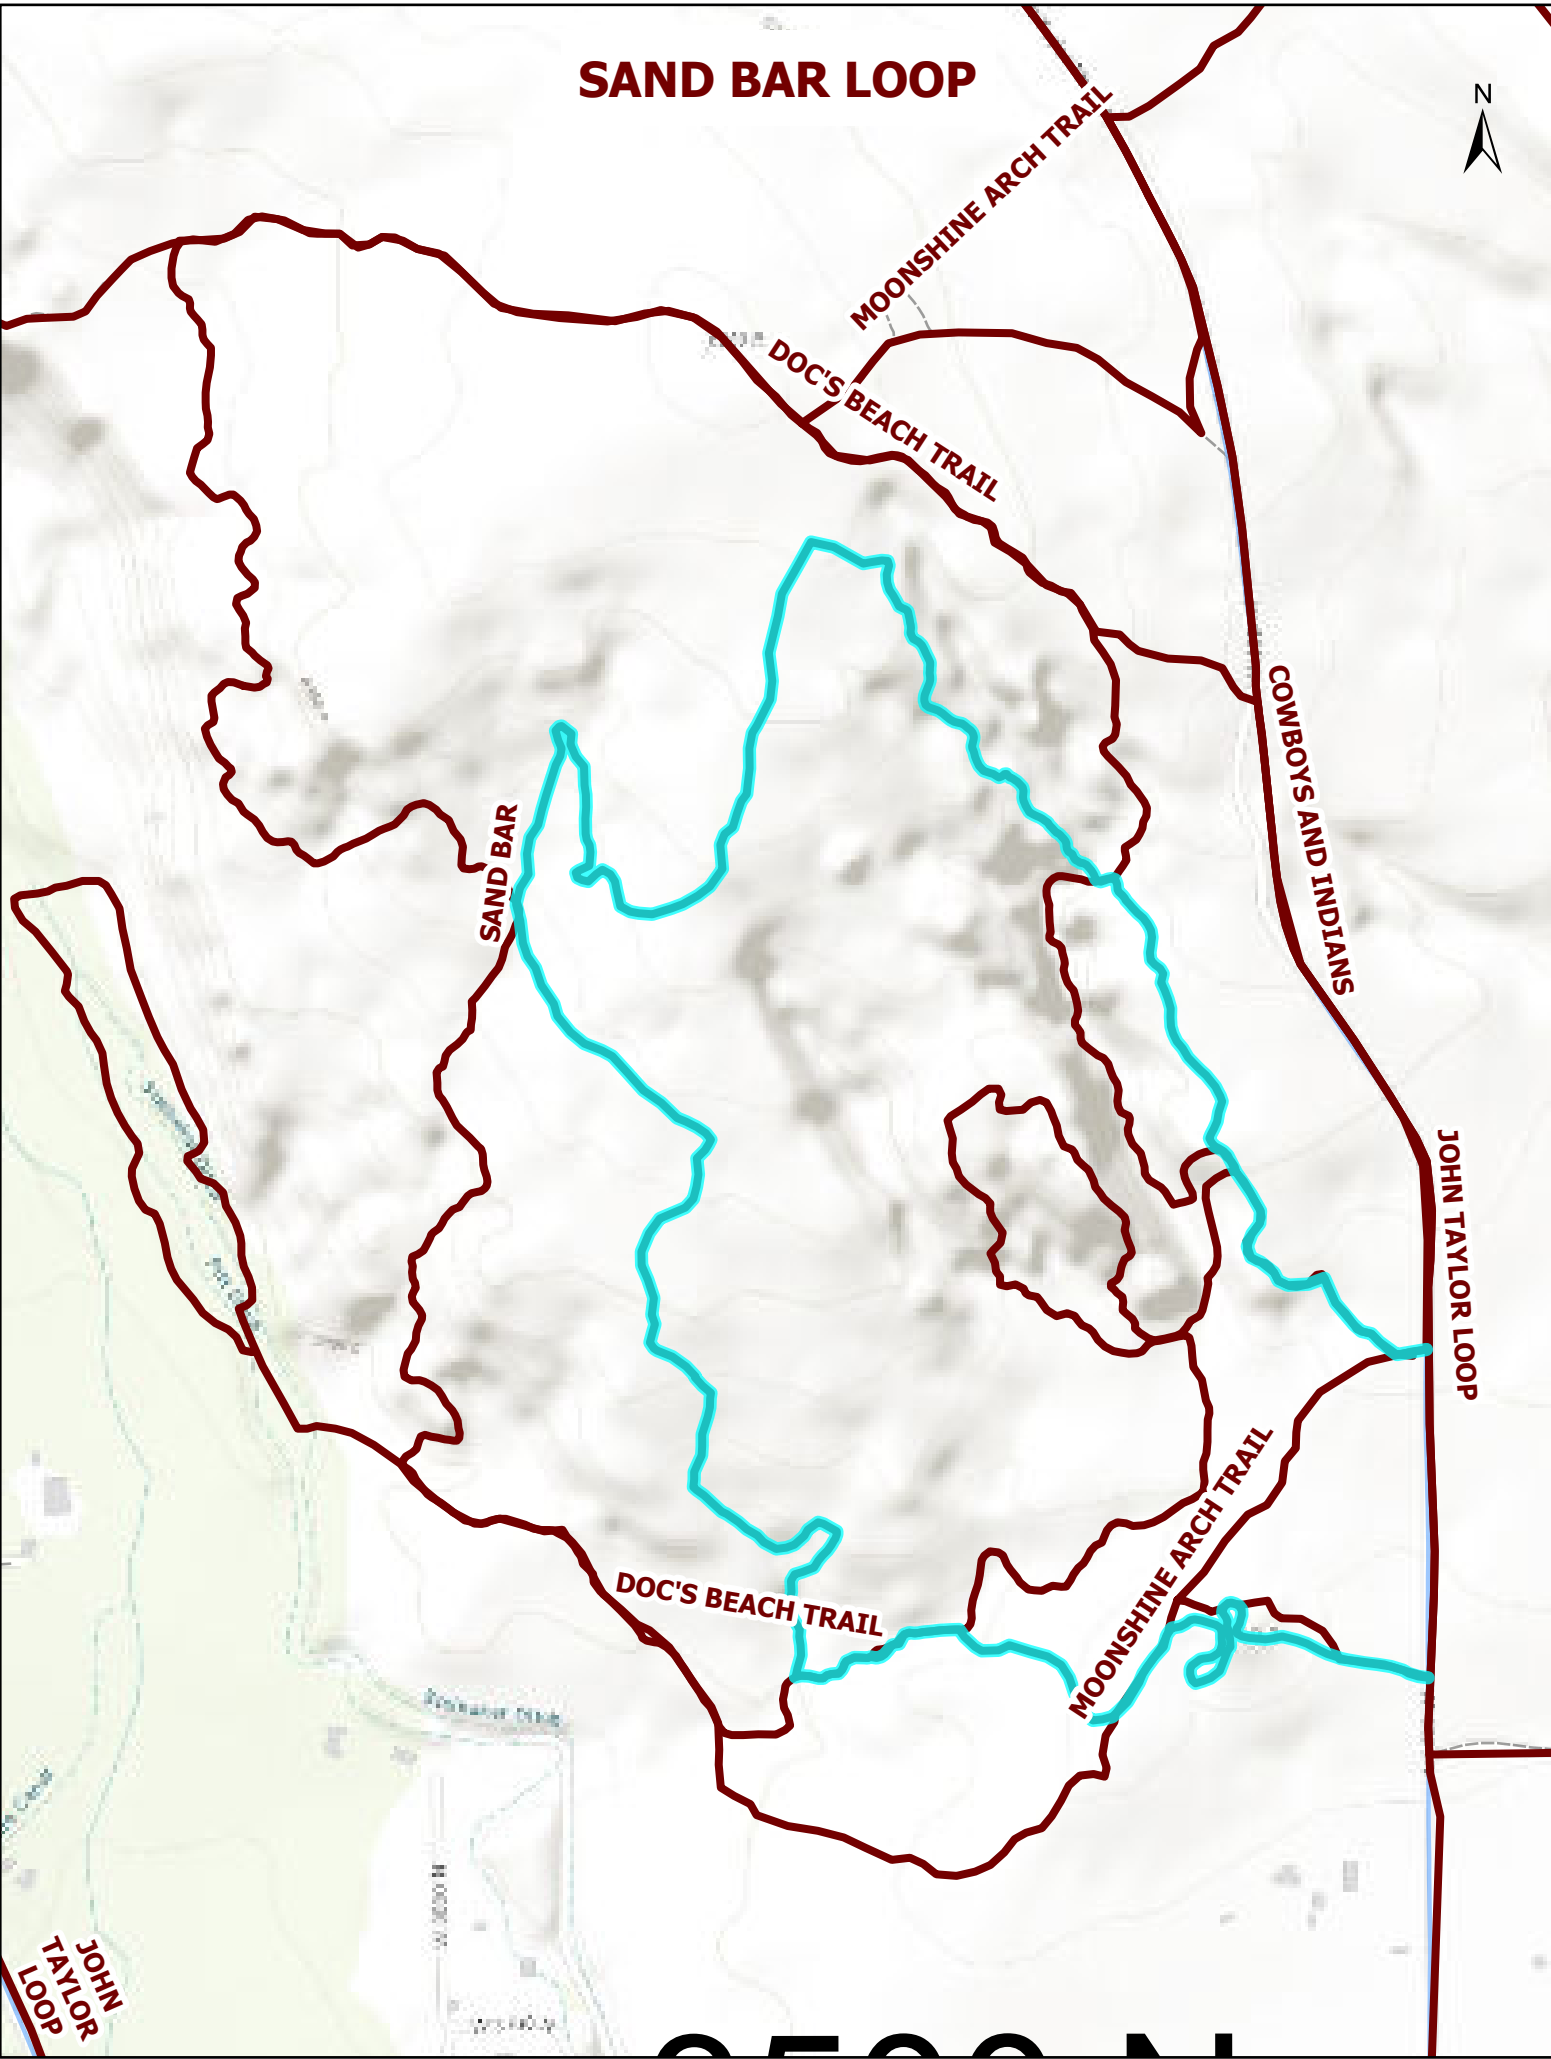 SAND BAR LOOP
N
MOONSHINE ARCH TRAIL
DOC'S BEACH TRAIL
COWBOYS AND INDIANS
SAND BAR
JOHN TAYLOR LOOP
MOONSHINE ARCH TRAIL
DOC'S BEACH TRAIL
JOHN
TAYLOR
LOOP